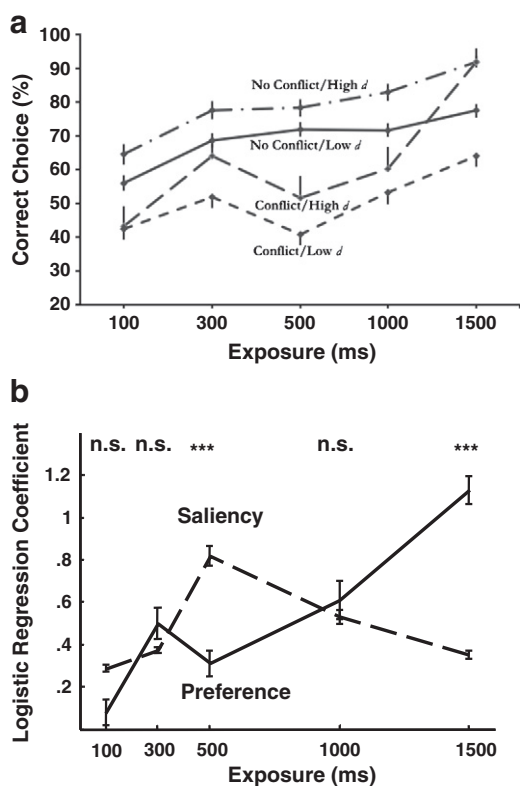 a
100
90
80
70
60
50
40
30
20
Correct Choice (%)
No Conflict/High d
No Conflict/Low d
Conflict/High d
Conflict/Low d
100 300 500 1000 1500
Exposure (ms)
b
n.s. n.s. *** n.s. ***
1.2
1
.8
.6
.4
.2
Logistic Regression Coefficient
Saliency
Preference
100 300 500 1000 1500
Exposure (ms)